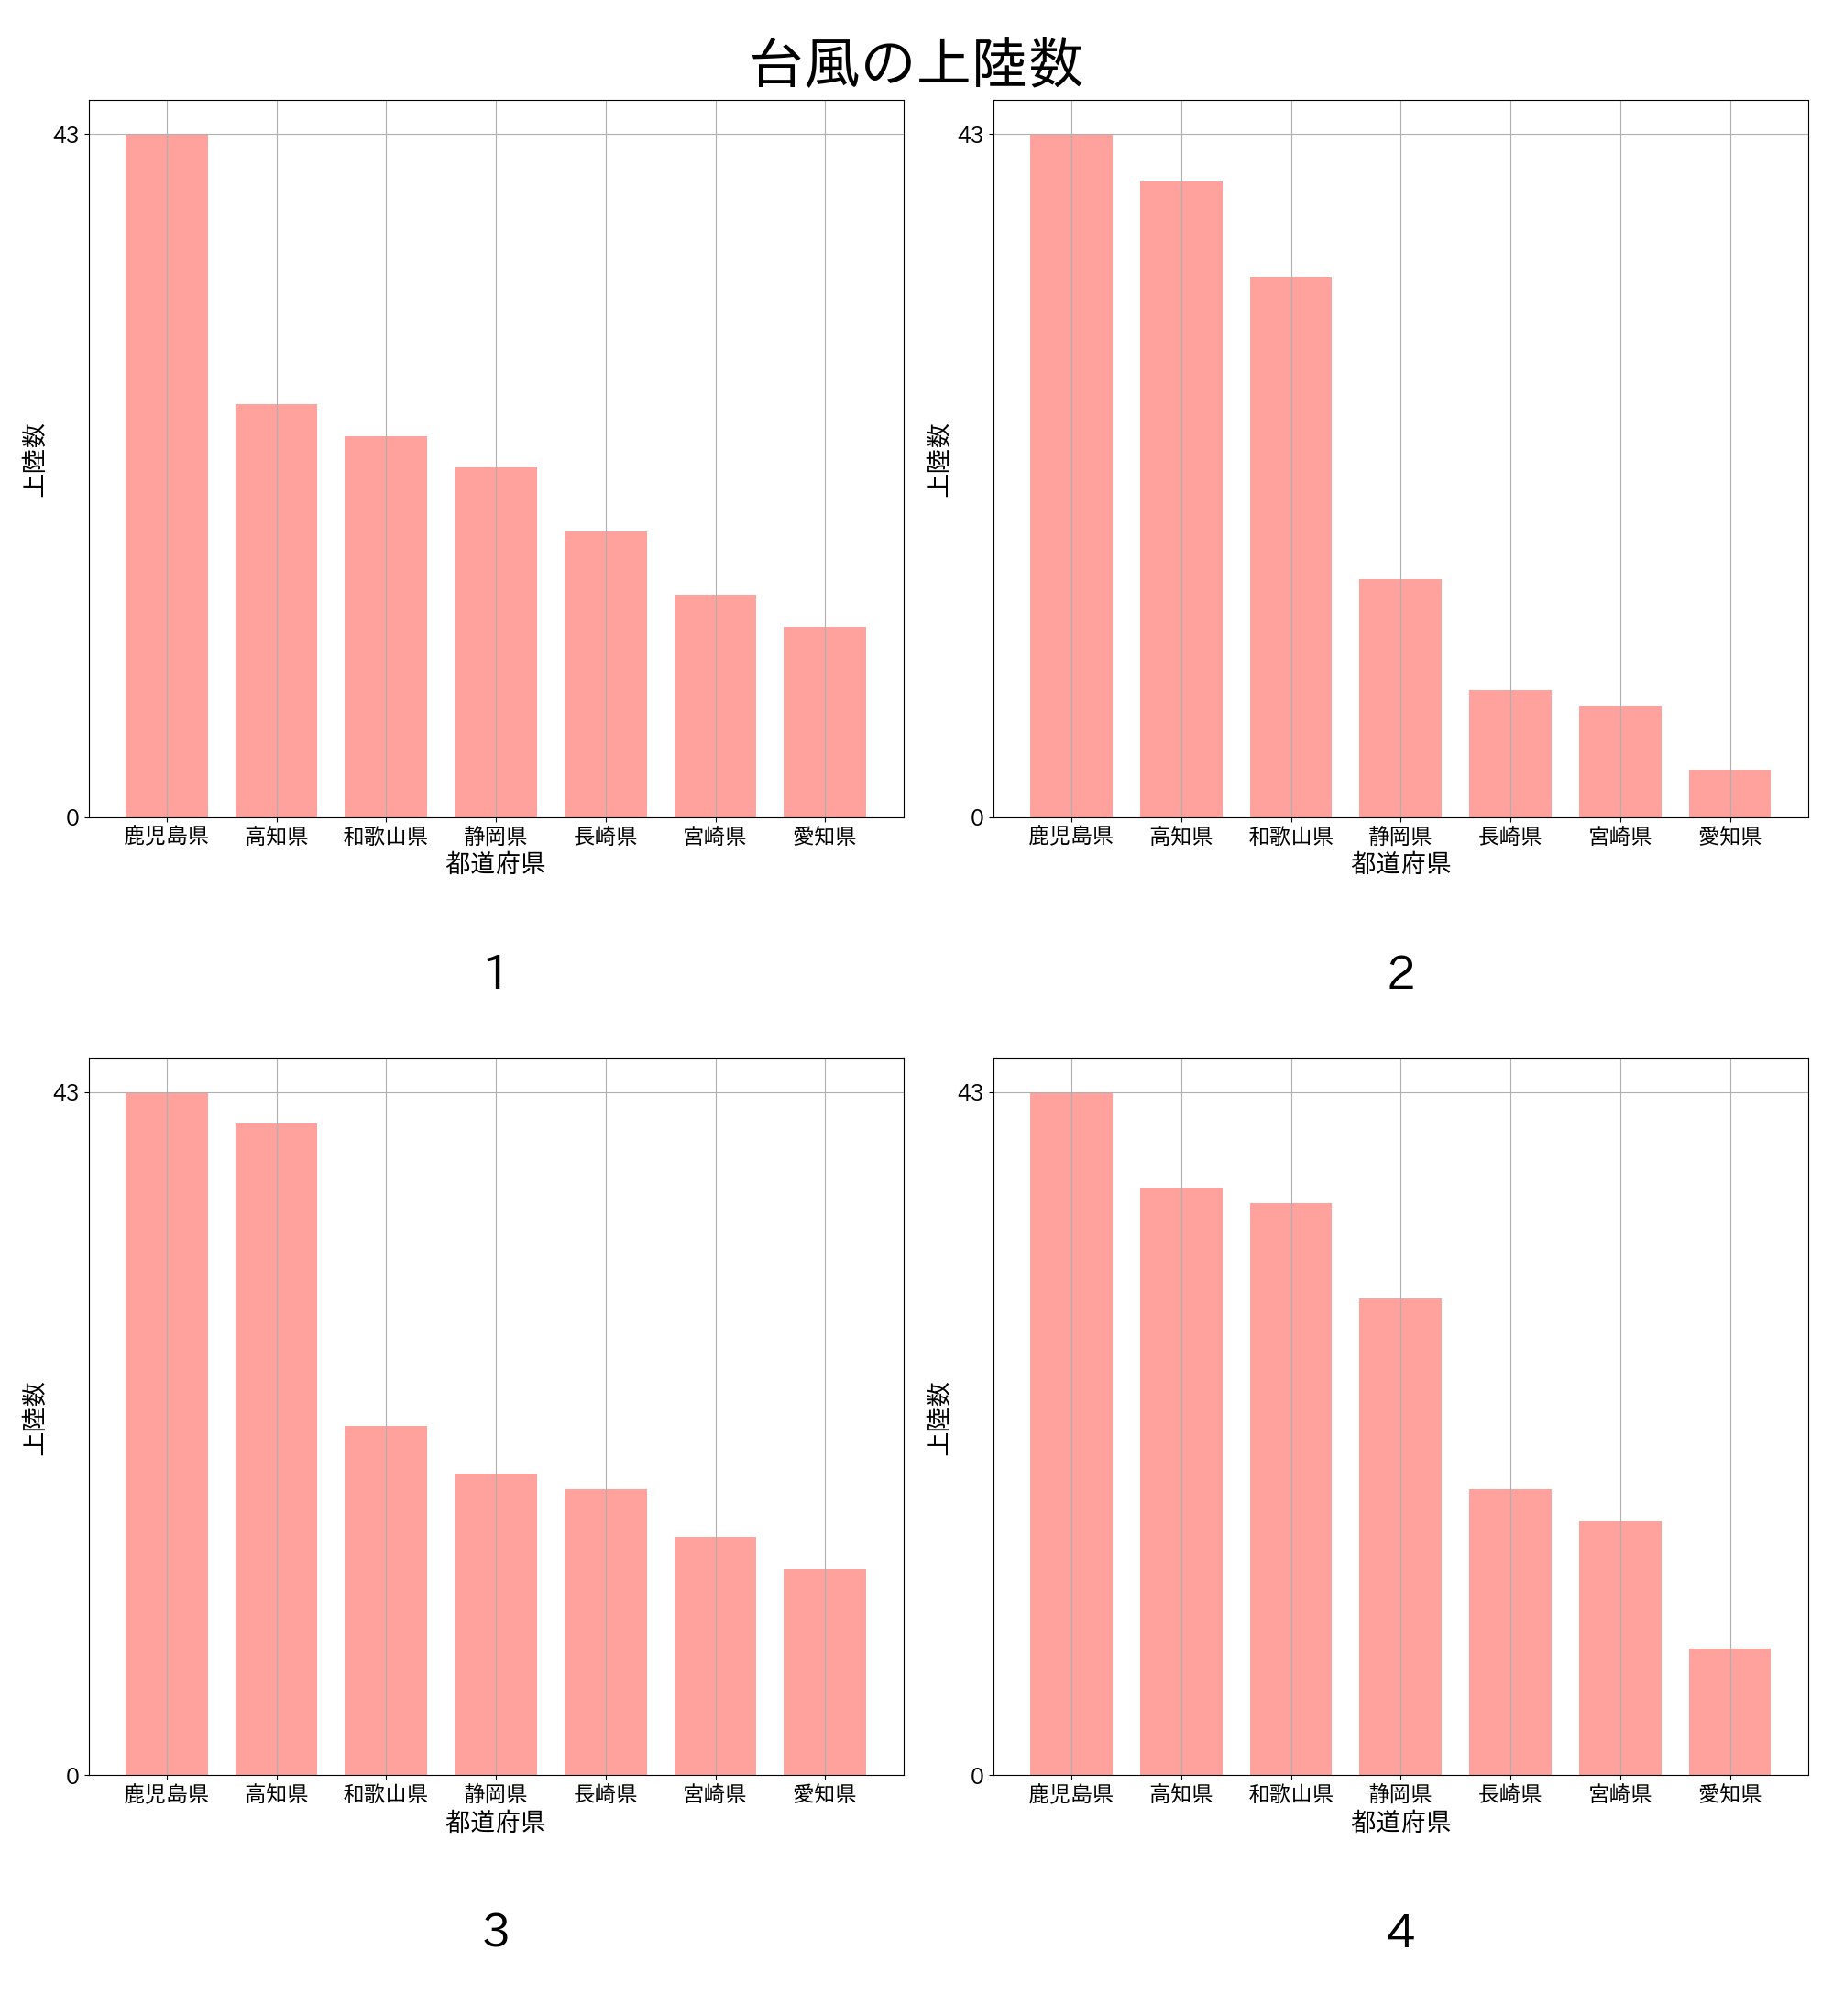 台風の上陸数
上陸数
43
0
鹿児島県 高知県 和歌山県 静岡県 長崎県 宮崎県 愛知県
都道府県
1
上陸数
43
0
鹿児島県 高知県 和歌山県 静岡県 長崎県 宮崎県 愛知県
都道府県
2
上陸数
43
0
鹿児島県 高知県 和歌山県 静岡県 長崎県 宮崎県 愛知県
都道府県
3
上陸数
43
0
鹿児島県 高知県 和歌山県 静岡県 長崎県 宮崎県 愛知県
都道府県
4